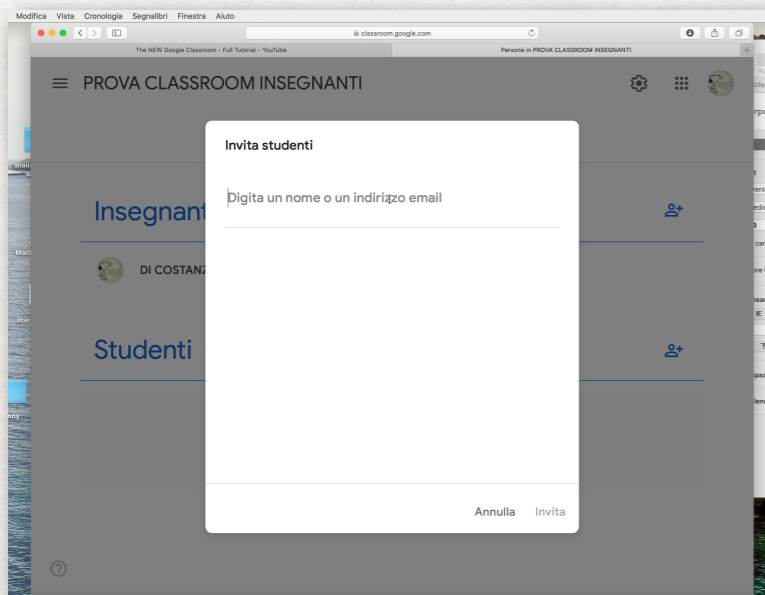 Modifica Vista Cronologia Segnalibri Finestra Aiuto
classroom.google.com
The NEW Google Classroom – Full Tutorial - YouTube
Persone in PROVA CLASSROOM INSEGNANTI
PROVA CLASSROOM INSEGNANTI
Invita studenti
Digita un nome o un indirizzo email
Insegnant
DI COSTANZ
Studenti
Annulla Invita